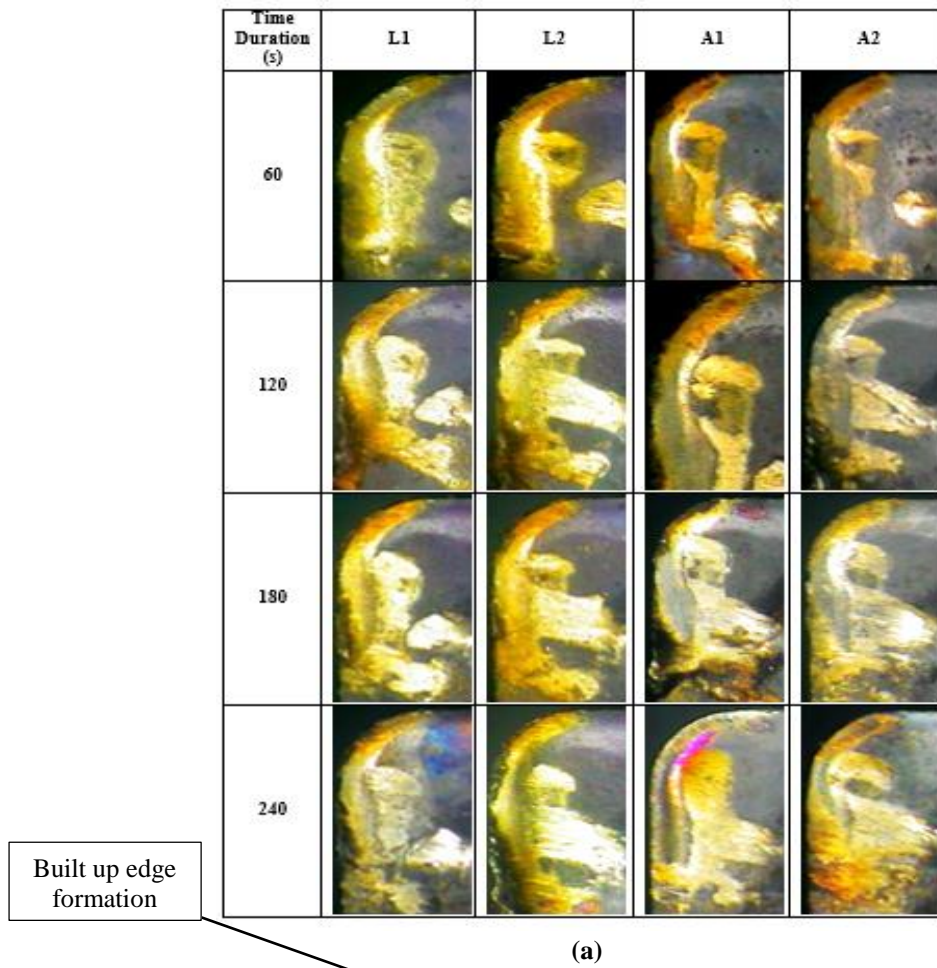 Time
Duration
(s)
L1
L2
A1
A2
60
120
180
240
Built up edge
formation
(a)